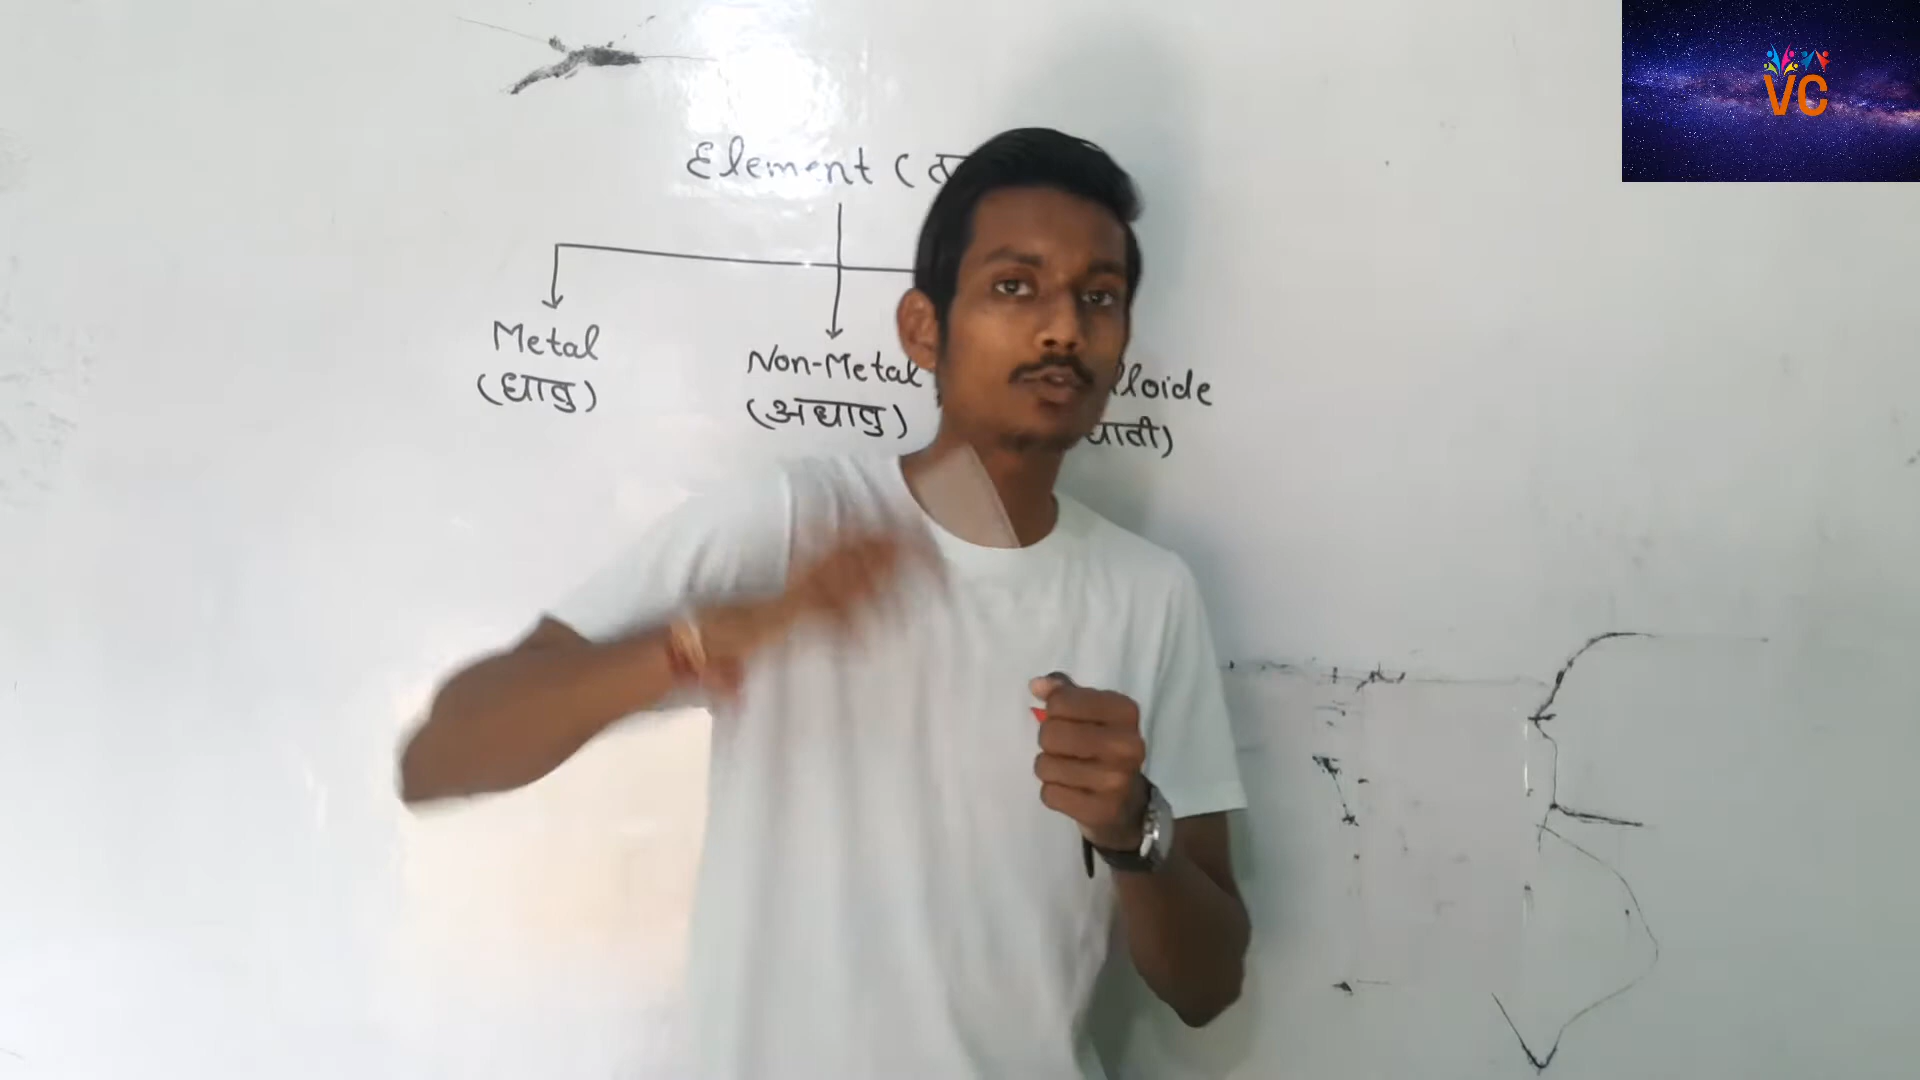 VC
Element (
Metal
(धातु)
Non-Metal
(अधातु)
lloide
धाती)